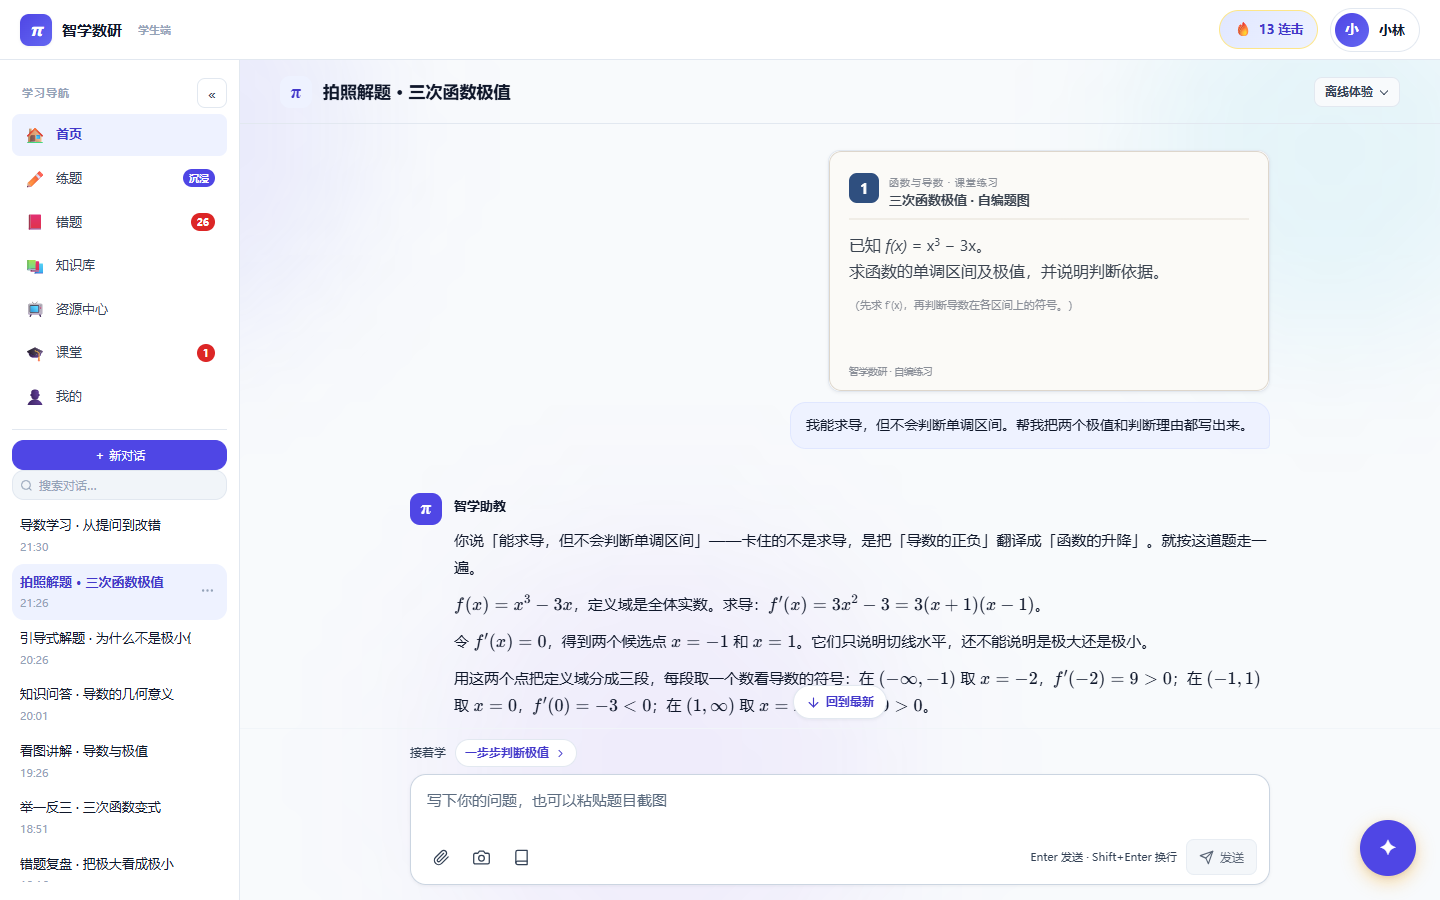 π 智学数研 学生端
13 连击
小 小林
学习导航 «
首页
练题 沉浸
错题 26
知识库
资源中心
课堂 1
我的
+ 新对话
搜索对话...
导数学习 · 从提问到改错
21:30
拍照解题 • 三次函数极值 ...
21:26
引导式解题 · 为什么不是极小
20:26
知识问答 · 导数的几何意义
20:01
看图讲解 · 导数与极值
19:26
举一反三 · 三次函数变式
18:51
错题复盘 · 把极大看成极小
π 拍照解题 • 三次函数极值
离线体验
1
函数与导数 · 课堂练习
三次函数极值 · 自编题图
已知 f(x) = x³ − 3x。
求函数的单调区间及极值，并说明判断依据。
（先求 f′(x)，再判断导数在各区间上的符号。）
智学数研 · 自编练习
我能求导，但不会判断单调区间。帮我把两个极值和判断理由都写出来。
π 智学助教
你说「能求导，但不会判断单调区间」——卡住的不是求导，是把「导数的正负」翻译成「函数的升降」。就按这道题走一
遍。
f(x) = x³ − 3x，定义域是全体实数。求导：f′(x) = 3x² − 3 = 3(x + 1)(x − 1)。
令 f′(x) = 0，得到两个候选点 x = −1 和 x = 1。它们只说明切线水平，还不能说明是极大还是极小。
用这两个点把定义域分成三段，每段取一个数看导数的符号：在 (−∞, −1) 取 x = −2，f′(−2) = 9 > 0；在 (−1, 1)
取 x = 0，f′(0) = −3 < 0；在 (1, ∞) 取 x = > 0。
回到最新
接着学 一步步判断极值 ›
写下你的问题，也可以粘贴题目截图
Enter 发送 · Shift+Enter 换行 发送